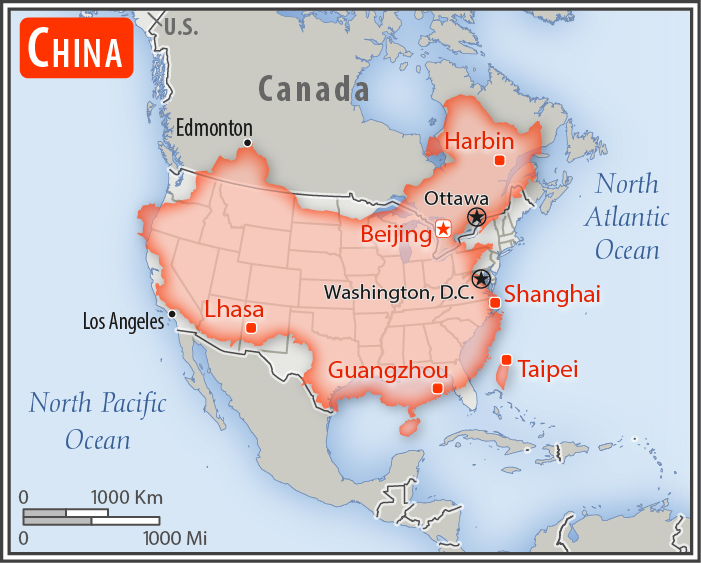 CHINA
U.S.
Canada
Edmonton
Harbin
Ottawa
North
Atlantic
Ocean
Beijing
Washington, D.C.
Shanghai
Lhasa
Los Angeles
Guangzhou
Taipei
North Pacific
Ocean
0 1000 Km
0 1000 Mi